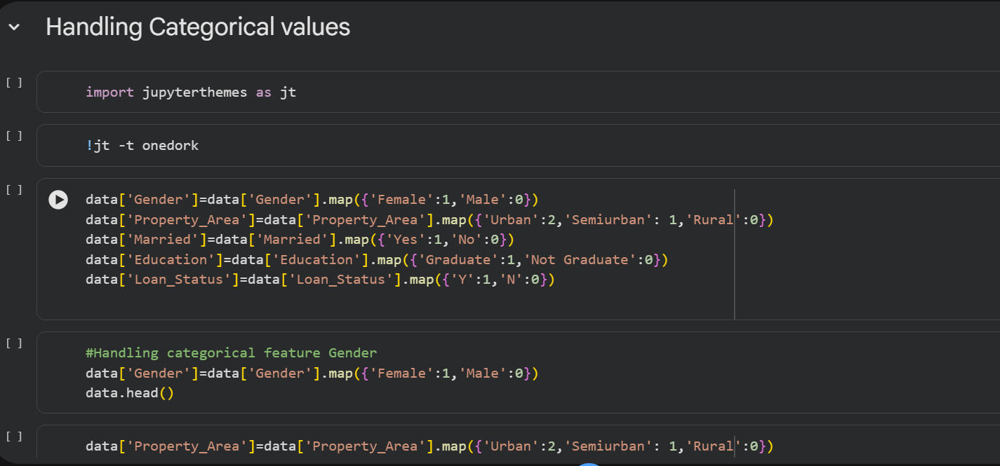 Handling Categorical values
[ ]
import jupyterthemes as jt
[ ]
!jt -t onedork
[ ]
data['Gender']=data['Gender'].map({'Female':1,'Male':0})
data['Property_Area']=data['Property_Area'].map({'Urban':2,'Semiurban': 1,'Rural':0})
data['Married']=data['Married'].map({'Yes':1,'No':0})
data['Education']=data['Education'].map({'Graduate':1,'Not Graduate':0})
data['Loan_Status']=data['Loan_Status'].map({'Y':1,'N':0})
[ ]
#Handling categorical feature Gender
data['Gender']=data['Gender'].map({'Female':1,'Male':0})
data.head()
[ ]
data['Property_Area']=data['Property_Area'].map({'Urban':2,'Semiurban': 1,'Rural':0})